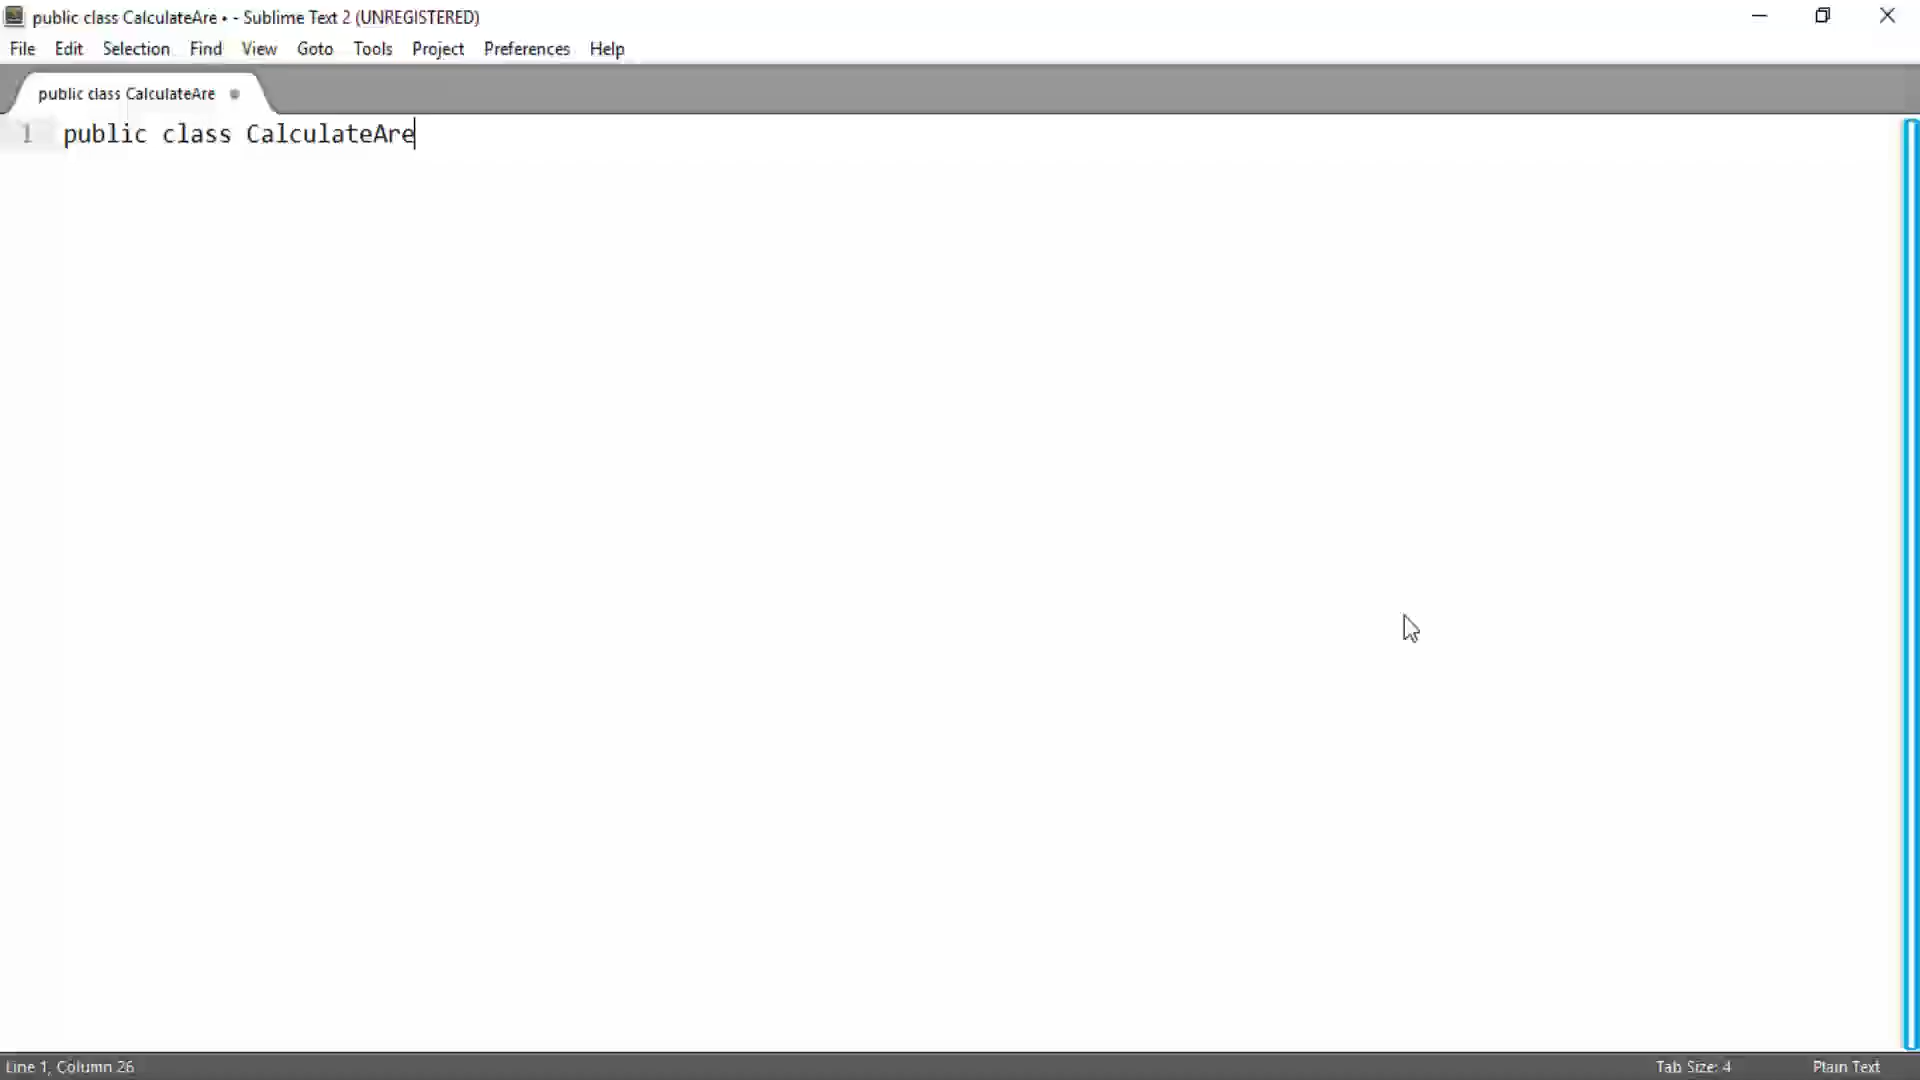 public class CalculateAre • - Sublime Text 2 (UNREGISTERED)
File Edit Selection Find View Goto Tools Project Preferences Help
public class CalculateAre
1 public class CalculateAre
Line 1, Column 26 Tab Size: 4 Plain Text